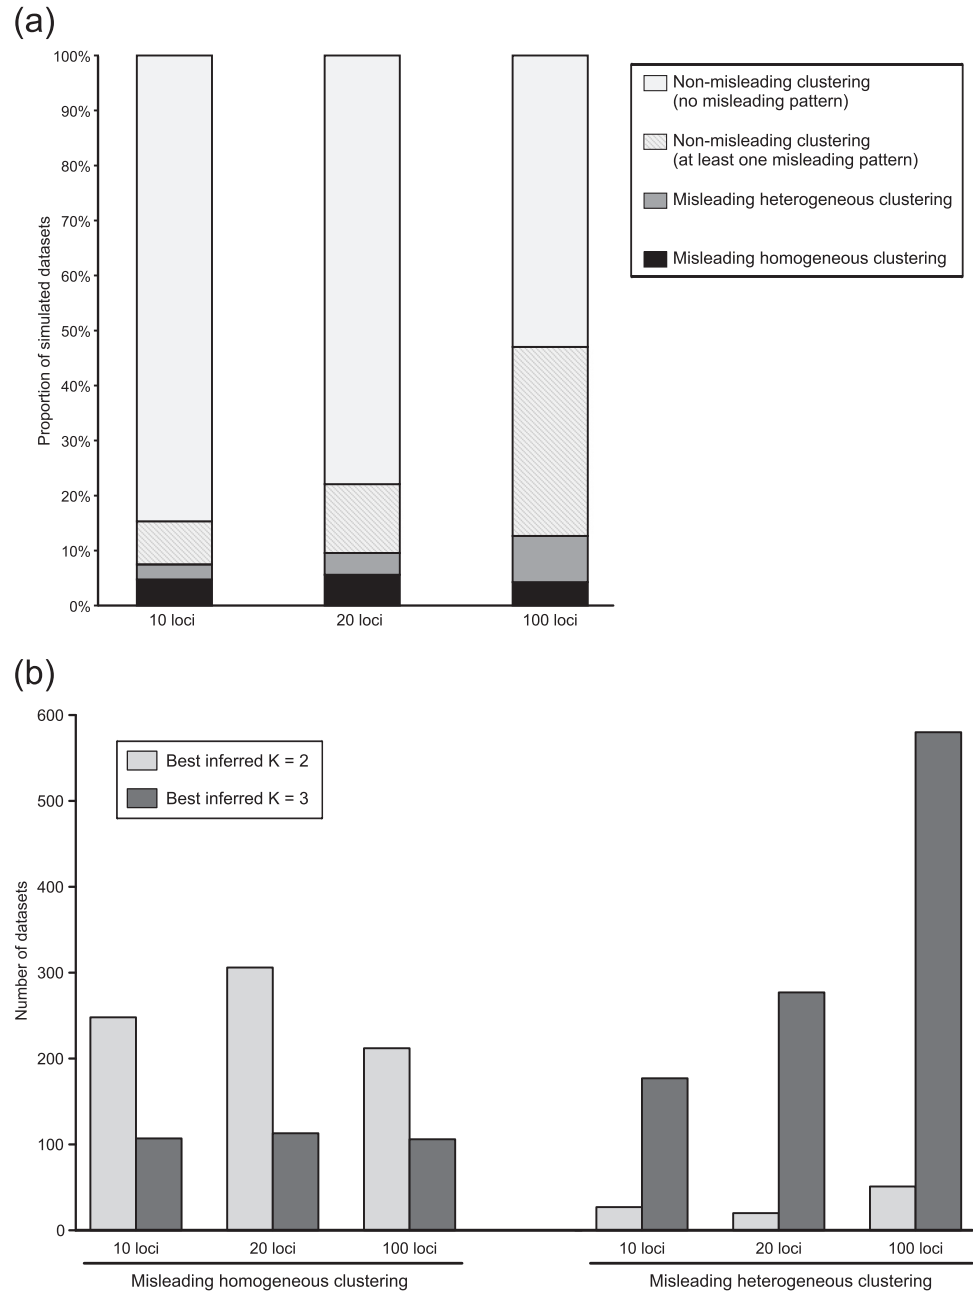 (a)
100%
90%
80%
70%
60%
50%
40%
30%
20%
10%
0%
Proportion of simulated datasets
10 loci
20 loci
100 loci
Non-misleading clustering
(no misleading pattern)
Non-misleading clustering
(at least one misleading pattern)
Misleading heterogeneous clustering
Misleading homogeneous clustering
(b)
600
500
400
300
200
100
0
Number of datasets
Best inferred K = 2
Best inferred K = 3
10 loci
20 loci
100 loci
10 loci
20 loci
100 loci
Misleading homogeneous clustering
Misleading heterogeneous clustering